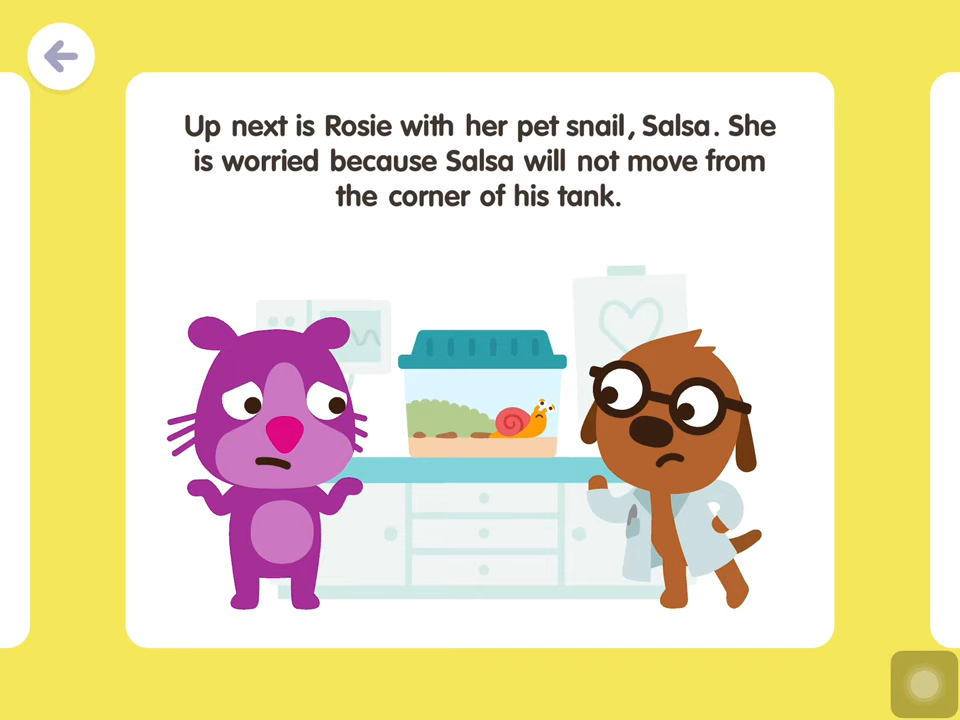 Up next is Rosie with her pet snail, Salsa. She
is worried because Salsa will not move from
the corner of his tank.